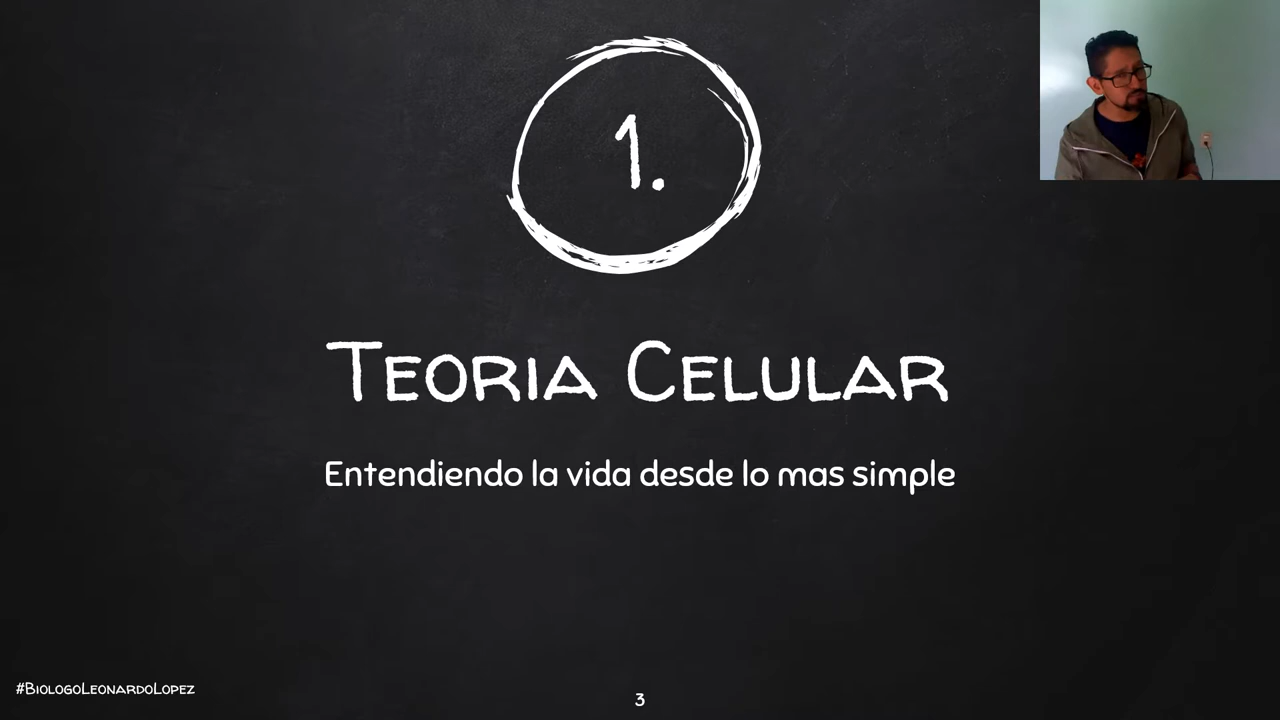 1.
Teoria Celular
Entendiendo la vida desde lo mas simple
#BiologoLeonardoLopez
3